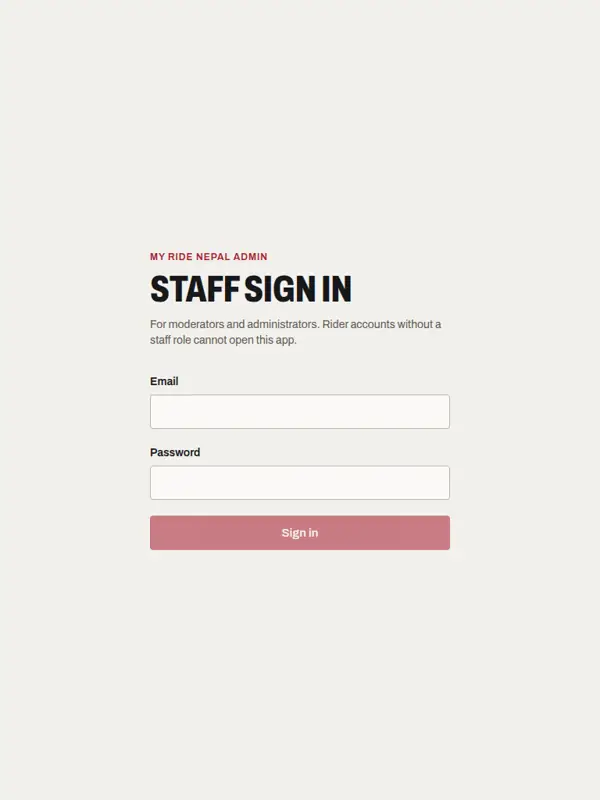 MY RIDE NEPAL ADMIN
STAFF SIGN IN
For moderators and administrators. Rider accounts without a
staff role cannot open this app.
Email
Password
Sign in